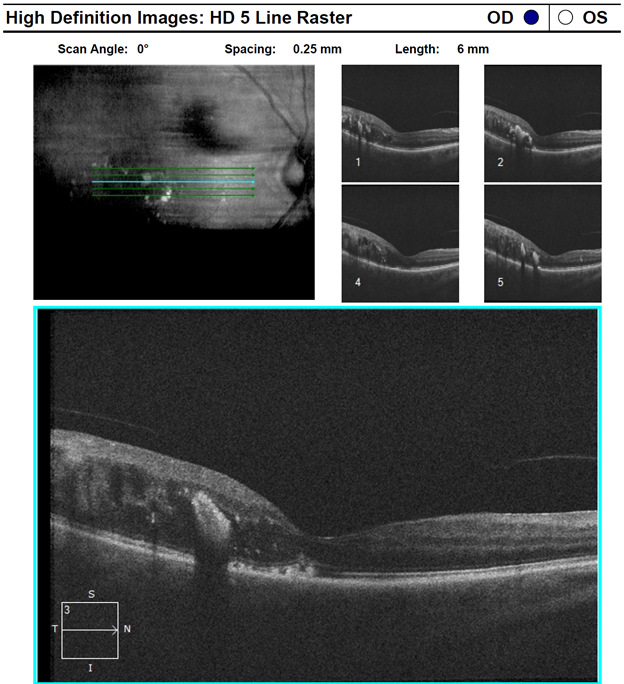 High Definition Images: HD 5 Line Raster OD OS
Scan Angle: 0° Spacing: 0.25 mm Length: 6 mm
1 2
4 5
S
3
T N
I